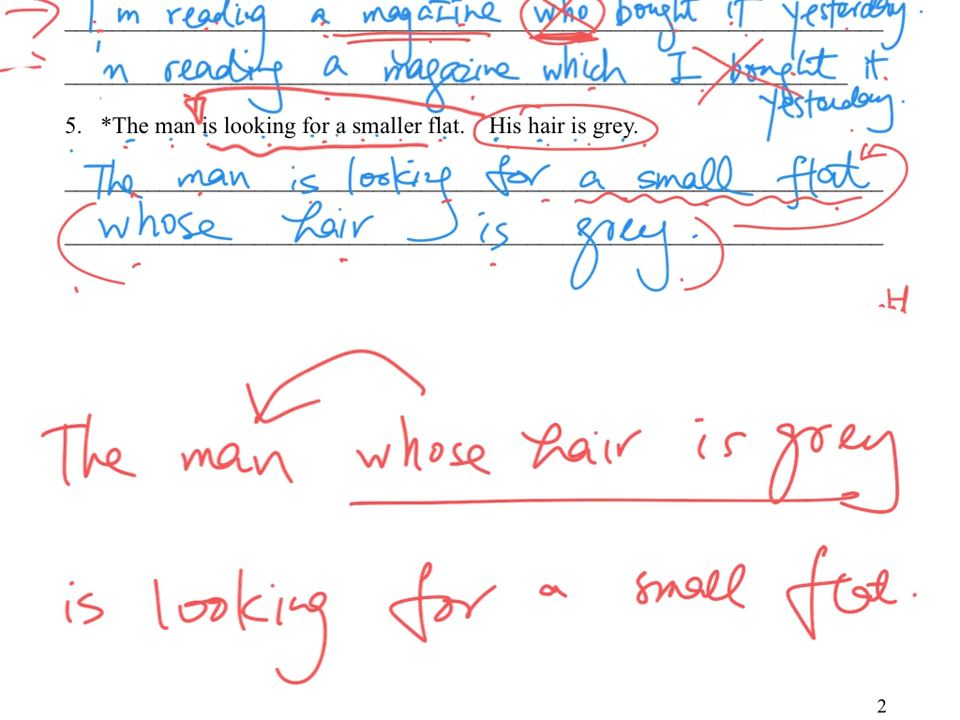 I'm reading a magazine who bought it yesterday.
I'm reading a magazine which I bought it.
yesterday.
5. *The man is looking for a smaller flat. His hair is grey.
The man is looking for a small flat
whose hair is grey.
.H
The man whose hair is grey
is looking for a small flat.
2